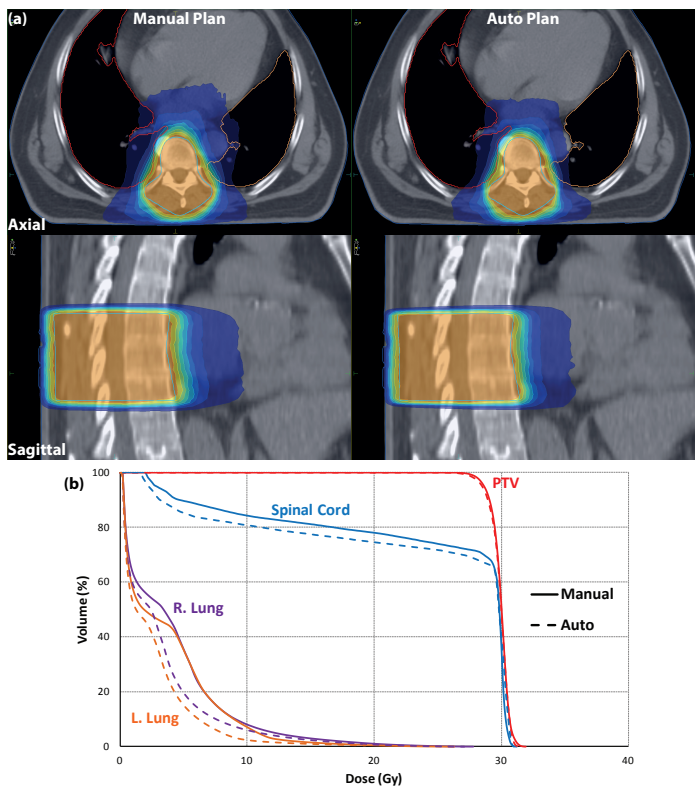 (a) Manual Plan Auto Plan
Axial
Sagittal
(b)
PTV
Spinal Cord
R. Lung
L. Lung
Manual
Auto
100
80
60
40
20
0
0 10 20 30 40
Volume (%)
Dose (Gy)